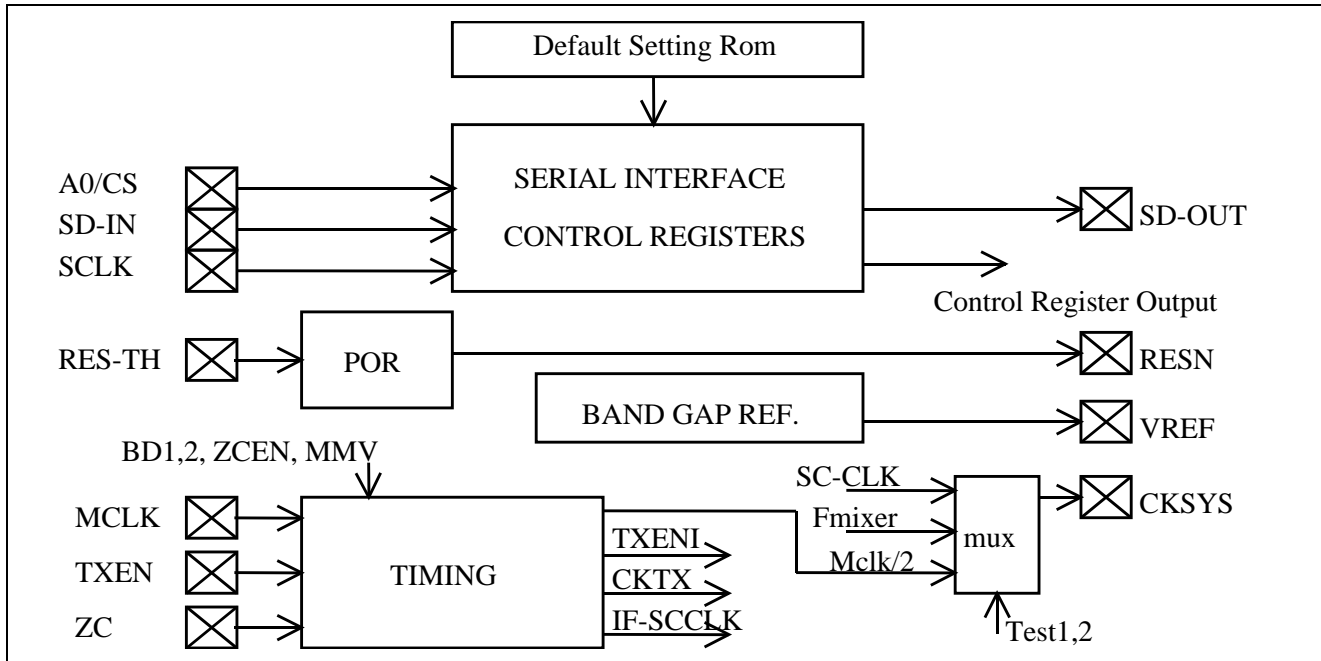 Default Setting Rom
A0/CS
SD-IN
SCLK
SERIAL INTERFACE
CONTROL REGISTERS
SD-OUT
Control Register Output
RES-TH
POR
RESN
BAND GAP REF.
VREF
BD1,2, ZCEN, MMV
MCLK
TXEN
ZC
TIMING
TXENI
CKTX
IF-SCCLK
SC-CLK
Fmixer
Mclk/2
mux
CKSYS
Test1,2